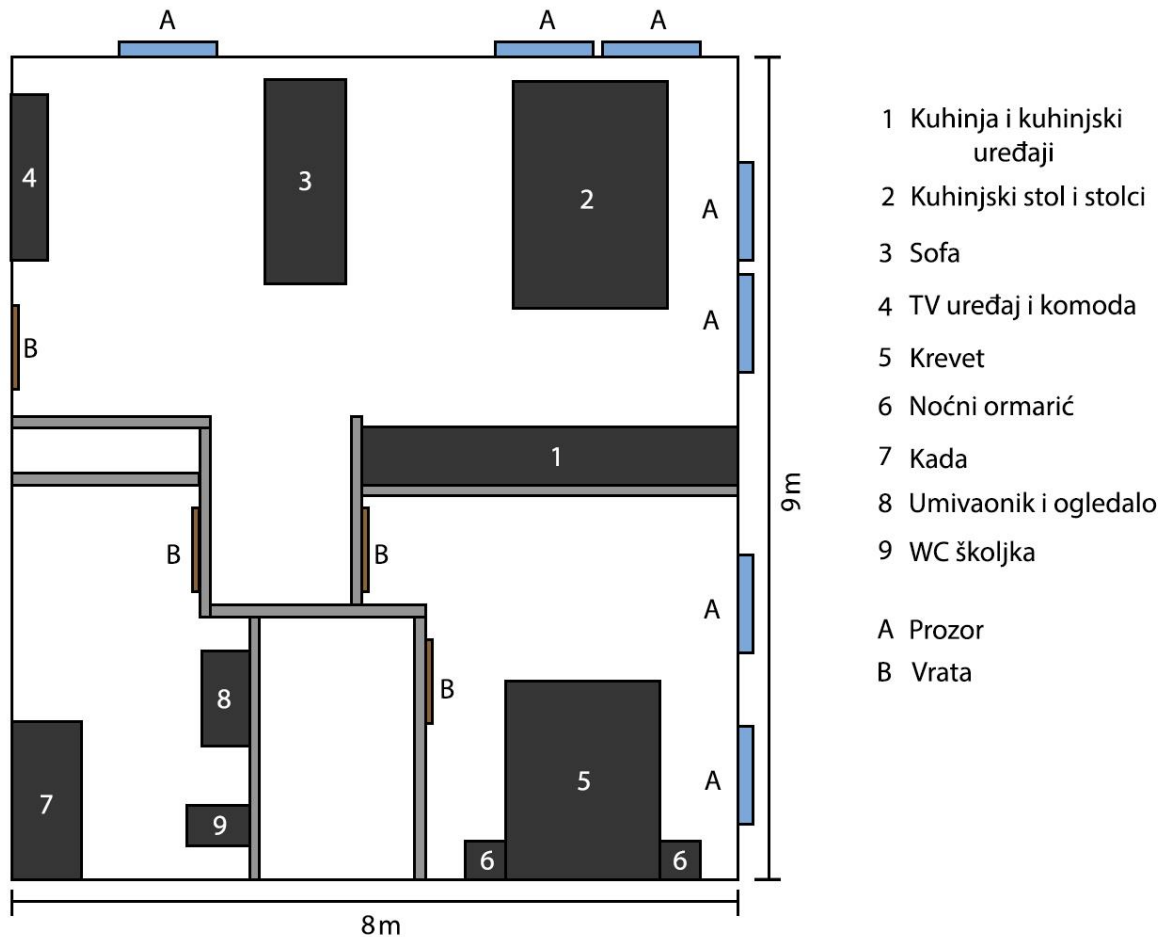 A
A
A
4
3
2
A
A
B
1
B
B
A
8
B
7
9
5
A
6
6
9m
8m
1 Kuhinja i kuhinjski
uređaji
2 Kuhinjski stol i stolci
3 Sofa
4 TV uređaj i komoda
5 Krevet
6 Noćni ormarić
7 Kada
8 Umivaonik i ogledalo
9 WC školjka
A Prozor
B Vrata